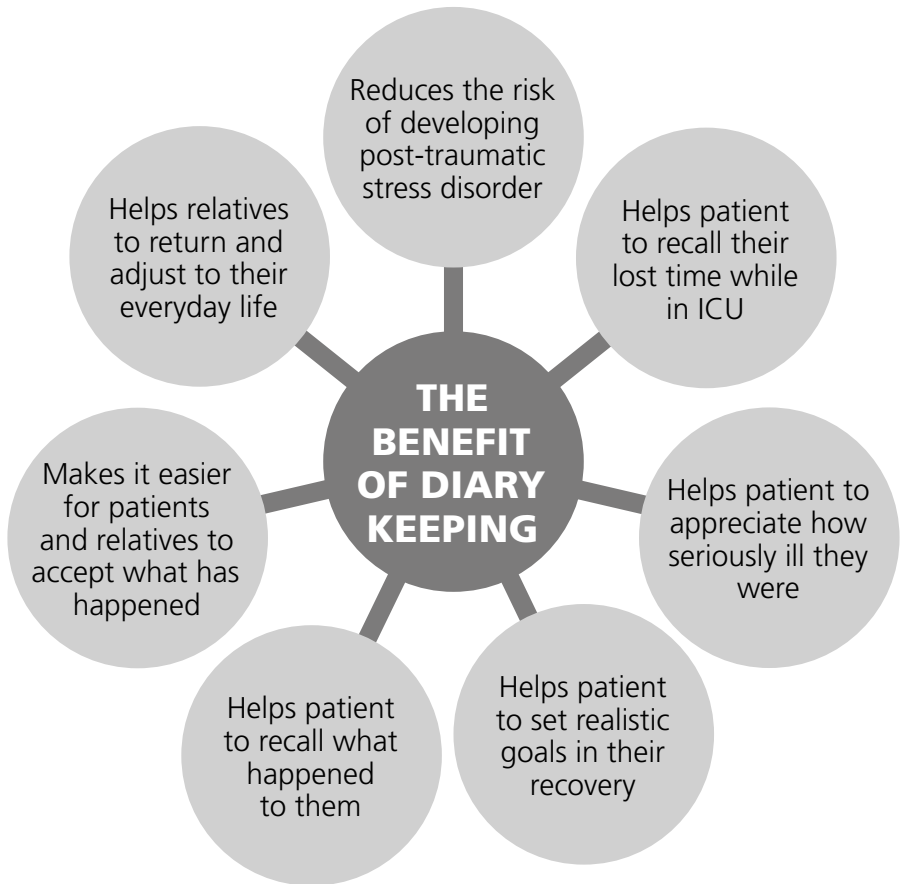 Reduces the risk
of developing
post-traumatic
stress disorder
Helps patient
to recall their
lost time while
in ICU
Helps patient to
appreciate how
seriously ill they
were
Helps patient
to set realistic
goals in their
recovery
Helps patient
to recall what
happened
to them
Makes it easier
for patients
and relatives to
accept what has
happened
Helps relatives
to return and
adjust to their
everyday life
THE
BENEFIT
OF DIARY
KEEPING